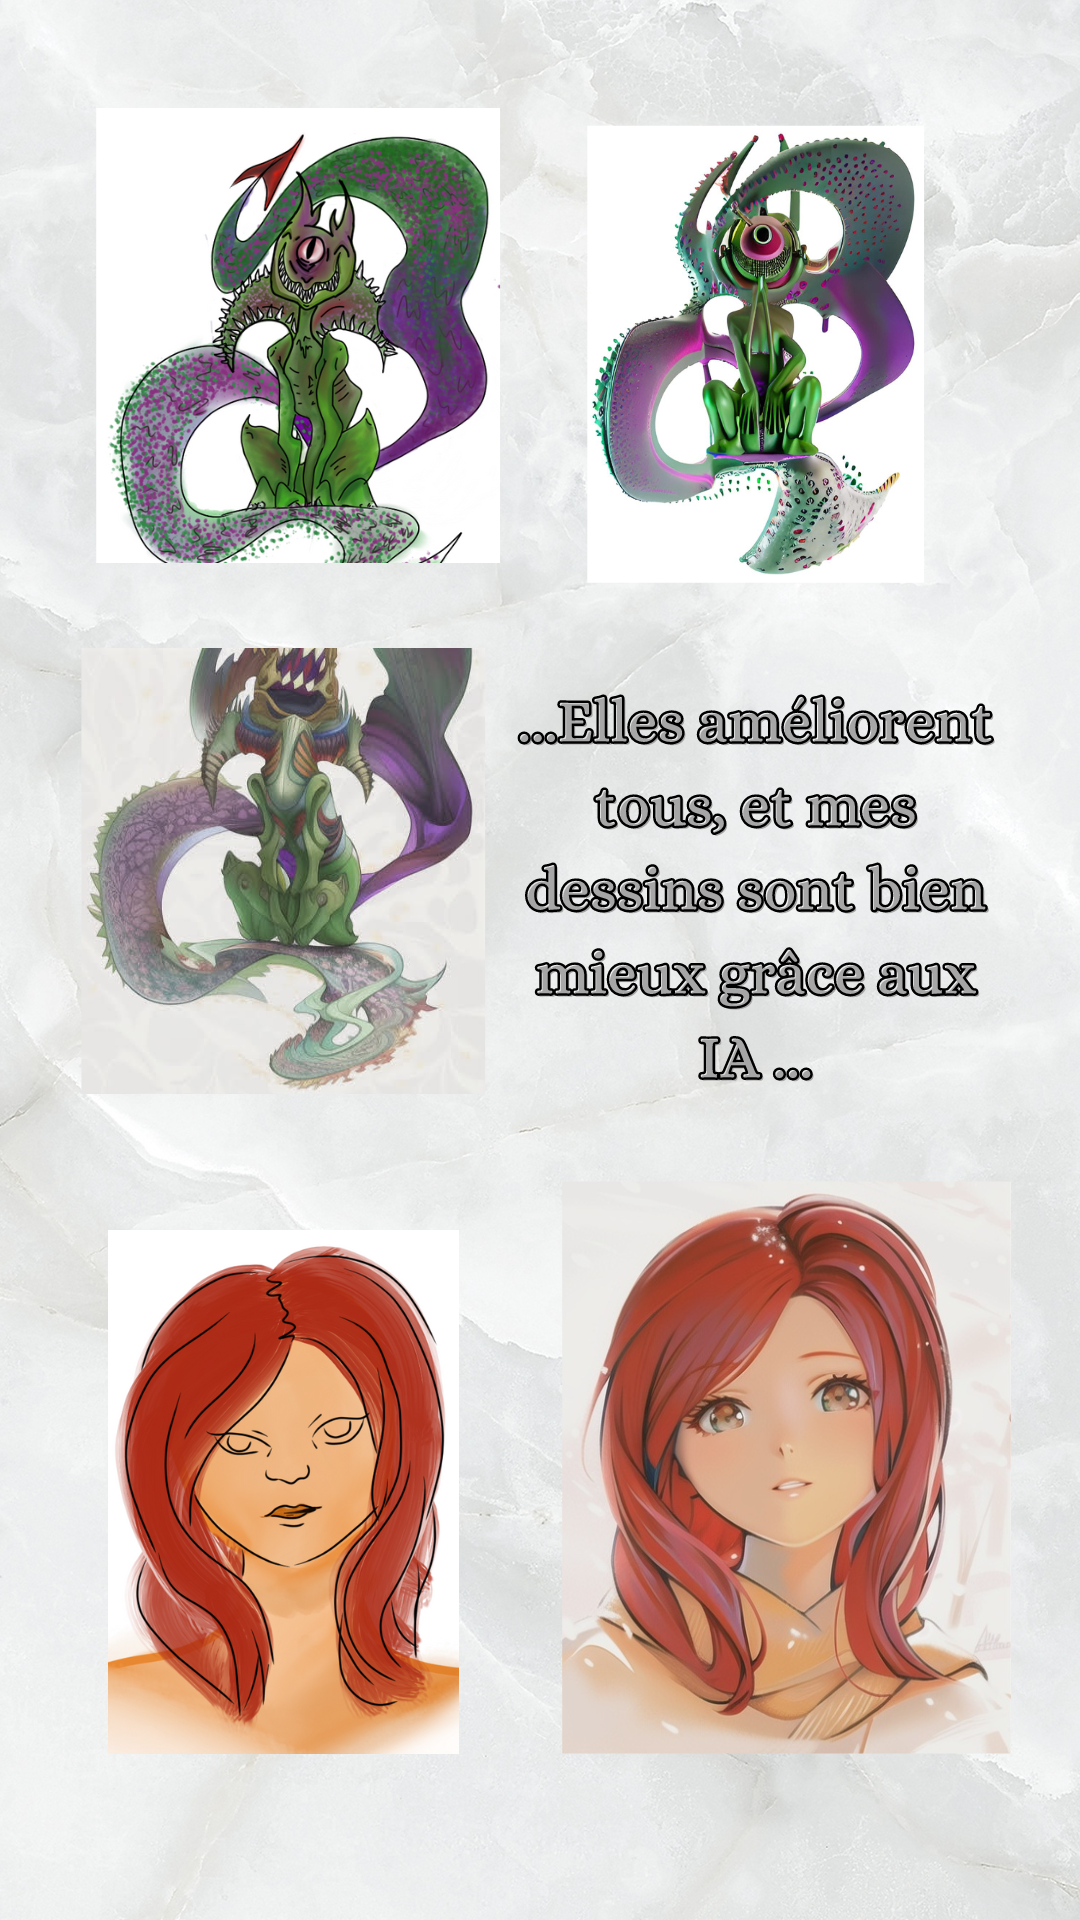 ...Elles améliorent
tous, et mes
dessins sont bien
mieux grâce aux
IA ...